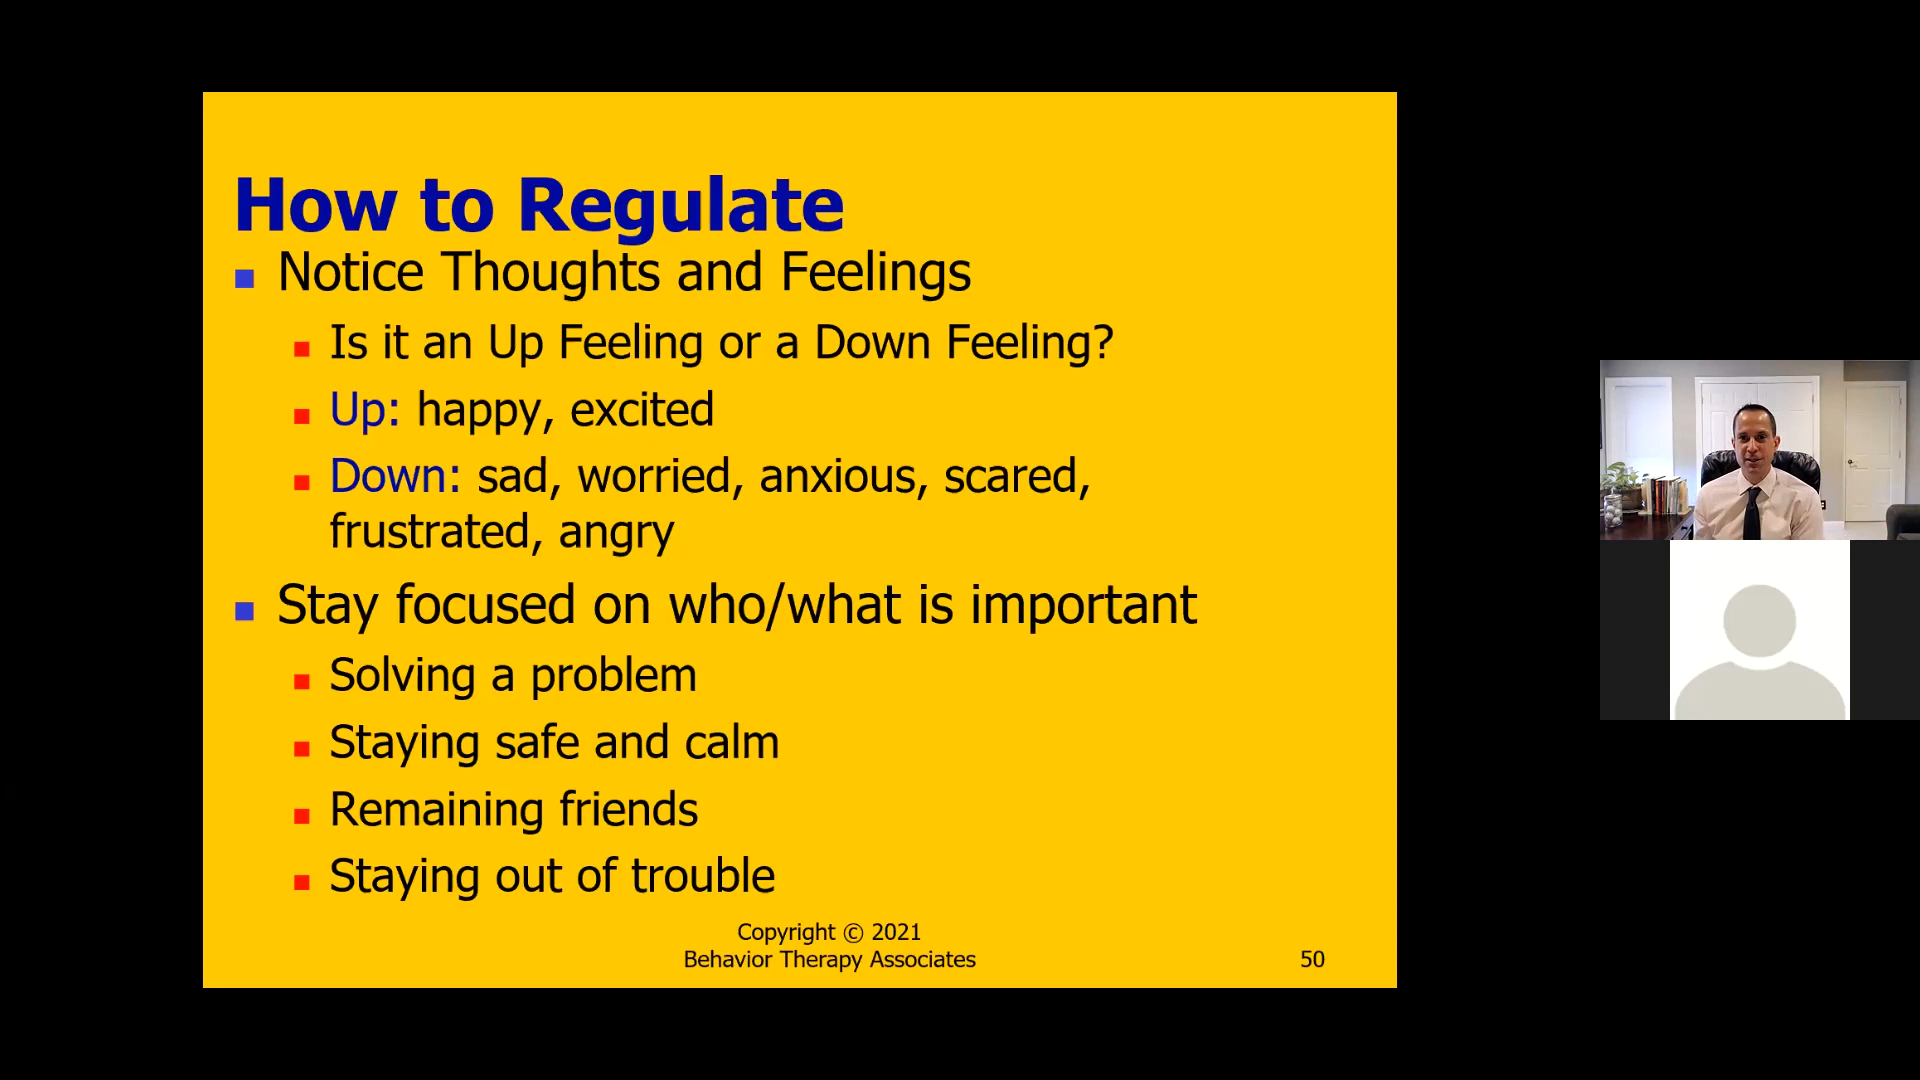 How to Regulate
Notice Thoughts and Feelings
Is it an Up Feeling or a Down Feeling?
Up: happy, excited
Down: sad, worried, anxious, scared,
frustrated, angry
Stay focused on who/what is important
Solving a problem
Staying safe and calm
Remaining friends
Staying out of trouble
Copyright © 2021
Behavior Therapy Associates
50